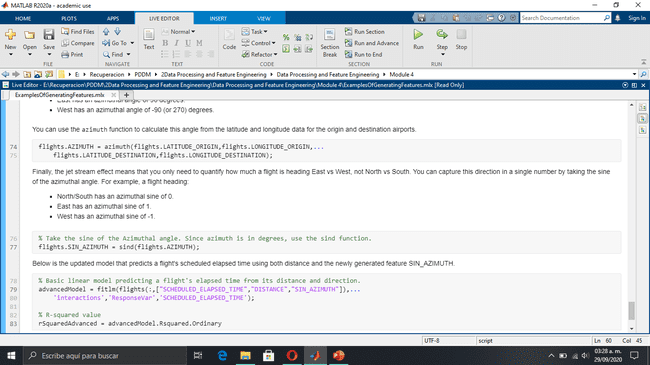 MATLAB R2020a - academic use
HOME PLOTS APPS LIVE EDITOR INSERT VIEW
Search Documentation Sign In
New Open Save Find Files Compare Print
Go To Find
Text Normal
B I U M
Code Task Control Refactor
Section Break Run Section Run and Advance Run to End
Run Step Stop
FILE NAVIGATE TEXT CODE SECTION RUN
E: Recuperacion PDDM 2Data Processing and Feature Engineering Data Processing and Feature Engineering Module 4
Live Editor - E:\Recuperacion\PDDM\2Data Processing and Feature Engineering\Data Processing and Feature Engineering\Module 4\ExamplesOfGeneratingFeatures.mlx [Read Only]
ExamplesOfGeneratingFeatures.mlx
East has an azimuthal angle of 90 degrees.
West has an azimuthal angle of -90 (or 270) degrees.
You can use the azimuth function to calculate this angle from the latitude and longitude data for the origin and destination airports.
74 flights.AZIMUTH = azimuth(flights.LATITUDE_ORIGIN,flights.LONGITUDE_ORIGIN,...
75 flights.LATITUDE_DESTINATION,flights.LONGITUDE_DESTINATION);
Finally, the jet stream effect means that you only need to quantify how much a flight is heading East vs West, not North vs South. You can capture this direction in a single number by taking the sine
of the azimuthal angle. For example, a flight heading:
North/South has an azimuthal sine of 0.
East has an azimuthal sine of 1.
West has an azimuthal sine of -1.
76 % Take the sine of the Azimuthal angle. Since azimuth is in degrees, use the sind function.
77 flights.SIN_AZIMUTH = sind(flights.AZIMUTH);
Below is the updated model that predicts a flight's scheduled elapsed time using both distance and the newly generated feature SIN_AZIMUTH.
78 % Basic linear model predicting a flight's elapsed time from its distance and direction.
79 advancedModel = fitlm(flights(:,["SCHEDULED_ELAPSED_TIME","DISTANCE","SIN_AZIMUTH"]),...
80 'interactions','ResponseVar','SCHEDULED_ELAPSED_TIME');
81
82 % R-squared value
83 rSquaredAdvanced = advancedModel.Rsquared.Ordinary
UTF-8 script Ln 60 Col 45
Escribe aquí para buscar
03:28 a. m.
29/09/2020